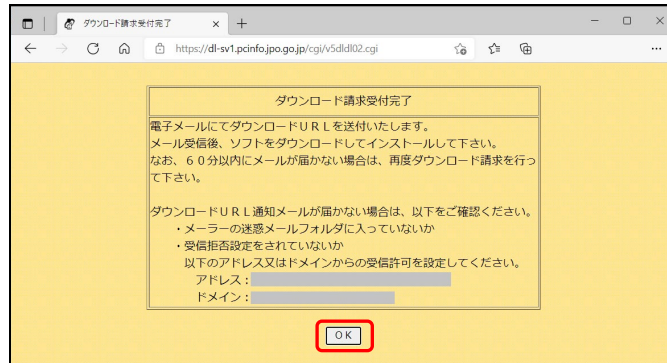 ダウンロード請求受付完了
https://dl-sv1.pcinfo.jpo.go.jp/cgi/v5dldl02.cgi
ダウンロード請求受付完了
電子メールにてダウンロードＵＲＬを送付いたします。
メール受信後、ソフトをダウンロードしてインストールして下さい。
なお、６０分以内にメールが届かない場合は、再度ダウンロード請求を行っ
て下さい。
ダウンロードＵＲＬ通知メールが届かない場合は、以下をご確認ください。
・メーラーの迷惑メールフォルダに入っていないか
・受信拒否設定をされていないか
以下のアドレス又はドメインからの受信許可を設定してください。
アドレス：
ドメイン：
ＯＫ